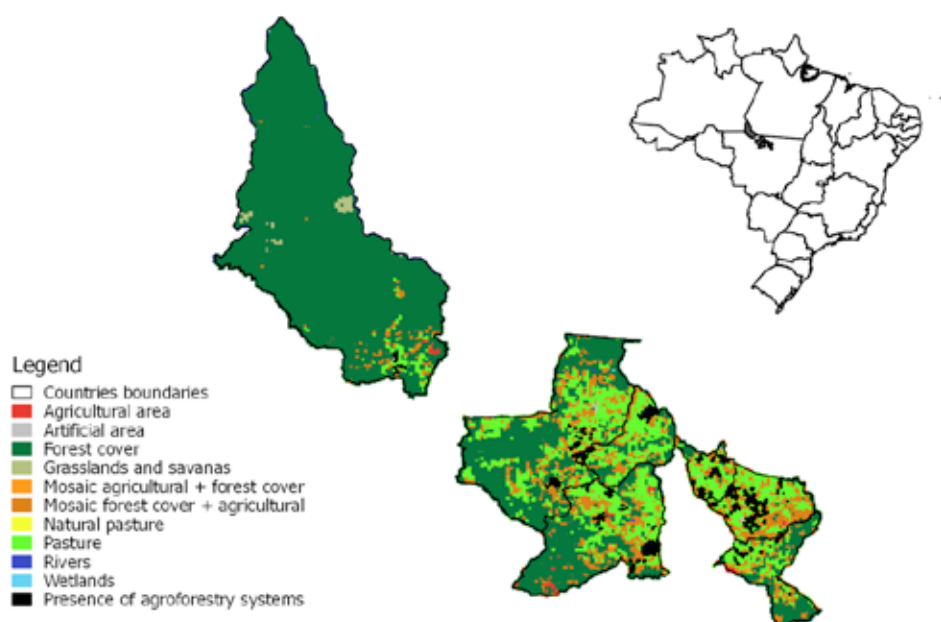 Legend
Countries boundaries
Agricultural area
Artificial area
Forest cover
Grasslands and savanas
Mosaic agricultural + forest cover
Mosaic forest cover + agricultural
Natural pasture
Pasture
Rivers
Wetlands
Presence of agroforestry systems